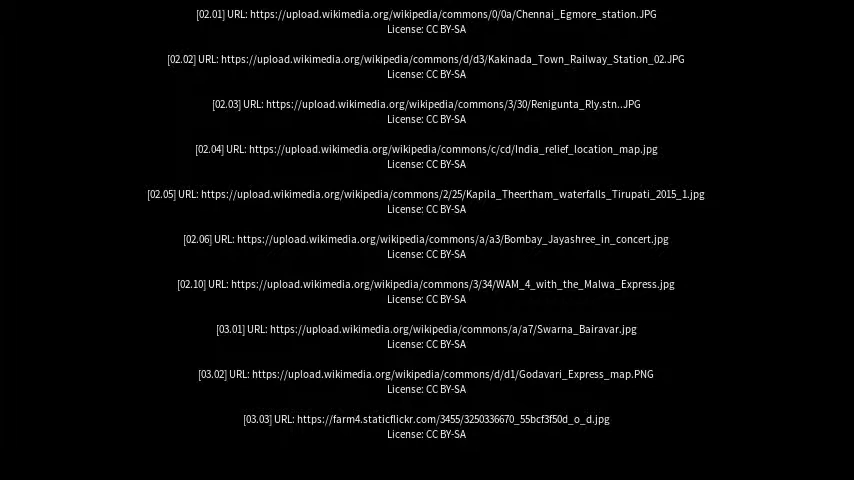 [02.01] URL: https://upload.wikimedia.org/wikipedia/commons/0/0a/Chennai_Egmore_station.JPG
License: CC BY-SA
[02.02] URL: https://upload.wikimedia.org/wikipedia/commons/d/d3/Kakinada_Town_Railway_Station_02.JPG
License: CC BY-SA
[02.03] URL: https://upload.wikimedia.org/wikipedia/commons/3/30/Renigunta_Rly.stn..JPG
License: CC BY-SA
[02.04] URL: https://upload.wikimedia.org/wikipedia/commons/c/cd/India_relief_location_map.jpg
License: CC BY-SA
[02.05] URL: https://upload.wikimedia.org/wikipedia/commons/2/25/Kapila_Theertham_waterfalls_Tirupati_2015_1.jpg
License: CC BY-SA
[02.06] URL: https://upload.wikimedia.org/wikipedia/commons/a/a3/Bombay_Jayashree_in_concert.jpg
License: CC BY-SA
[02.10] URL: https://upload.wikimedia.org/wikipedia/commons/3/34/WAM_4_with_the_Malwa_Express.jpg
License: CC BY-SA
[03.01] URL: https://upload.wikimedia.org/wikipedia/commons/a/a7/Swarna_Bairavar.jpg
License: CC BY-SA
[03.02] URL: https://upload.wikimedia.org/wikipedia/commons/d/d1/Godavari_Express_map.PNG
License: CC BY-SA
[03.03] URL: https://farm4.staticflickr.com/3455/3250336670_55bcf3f50d_o_d.jpg
License: CC BY-SA